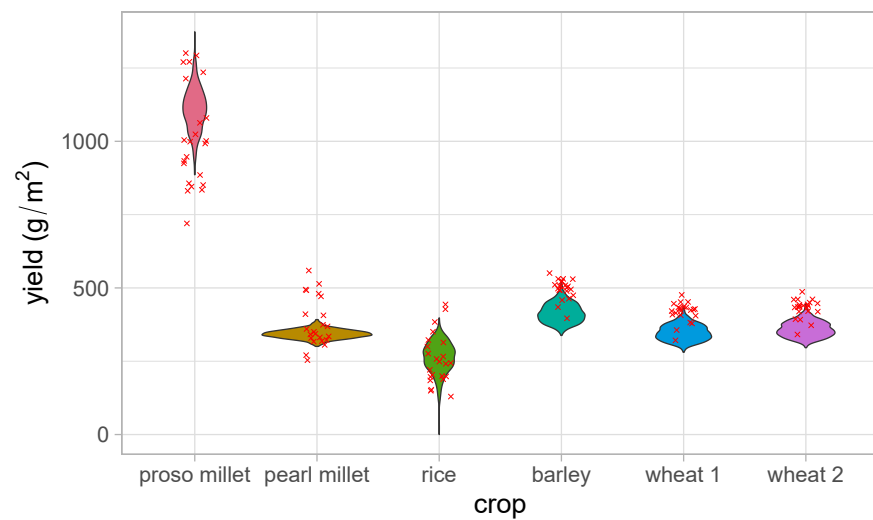 yield (g/m²)
1000
500
0
proso millet pearl millet rice barley wheat 1 wheat 2
crop